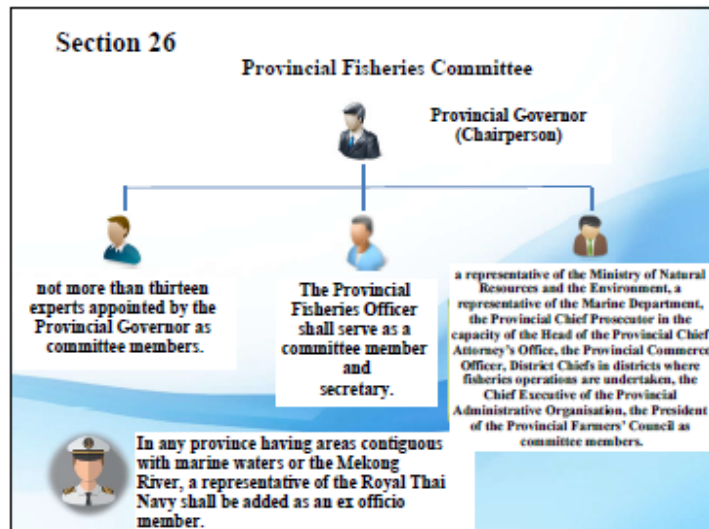 Section 26
Provincial Fisheries Committee
Provincial Governor
(Chairperson)
not more than thirteen
experts appointed by the
Provincial Governor as
committee members.
The Provincial
Fisheries Officer
shall serve as a
committee member
and
secretary.
a representative of the Ministry of Natural
Resources and the Environment, a
representative of the Marine Department,
the Provincial Chief Prosecutor in the
capacity of the Head of the Provincial Chief
Attorney's Office, the Provincial Commerce
Officer, District Chiefs in districts where
fisheries operations are undertaken, the
Chief Executive of the Provincial
Administrative Organisation, the President
of the Provincial Farmers' Council as
committee members.
In any province having areas contiguous
with marine waters or the Mekong
River, a representative of the Royal Thai
Navy shall be added as an ex officio
member.